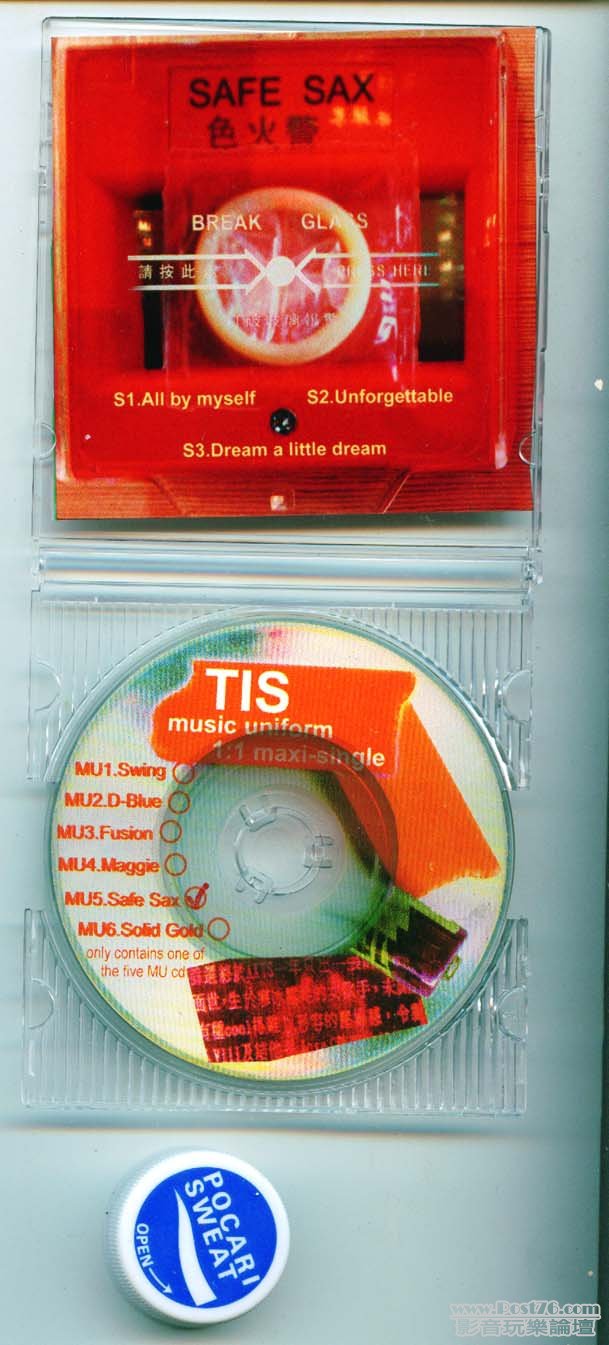 SAFE SAX
色火警
BREAK GLASS
請按此
PRESS HERE
S1.All by myself
S2.Unforgettable
S3.Dream a little dream
TIS
music uniform
1:1 maxi-single
MU1.Swing
MU2.D-Blue
MU3.Fusion
MU4.Maggie
MU5.Safe Sax
MU6.Solid Gold
only contains one of
the five MU cds
POCARI
SWEAT
OPEN
www.Post76.com
影音玩樂論壇